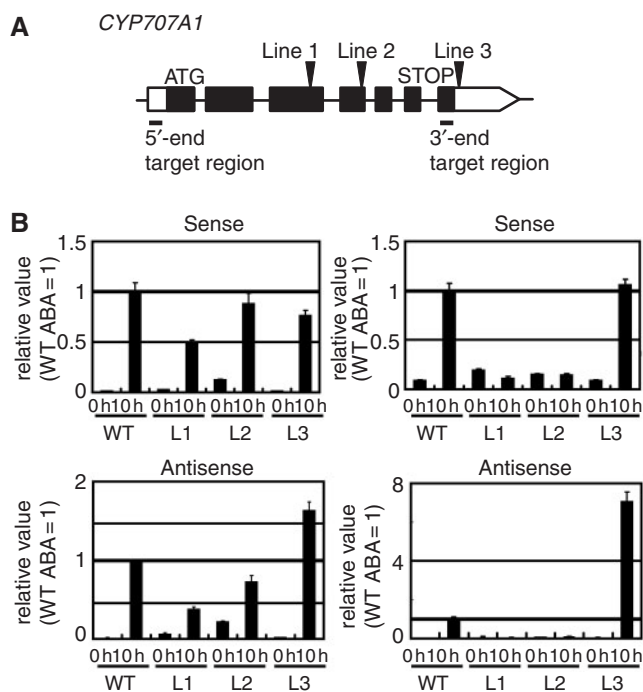 A
CYP707A1
Line 1 Line 2 Line 3
ATG STOP
5′-end target region
3′-end target region
B
Sense
relative value (WT ABA = 1)
1.5
1
0.5
0
0h10h 0h10h 0h10h 0h10h
WT L1 L2 L3
Sense
relative value (WT ABA = 1)
1.5
1
0.5
0
0h10h 0h10h 0h10h 0h10h
WT L1 L2 L3
Antisense
relative value (WT ABA = 1)
2
1
0
0h10h 0h10h 0h10h 0h10h
WT L1 L2 L3
Antisense
relative value (WT ABA = 1)
8
4
0
0h10h 0h10h 0h10h 0h10h
WT L1 L2 L3